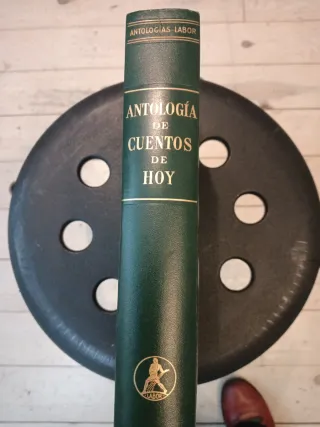 ANTOLOGÍAS LABOR
ANTOLOGÍA
DE
CUENTOS
DE
HOY
LABOR